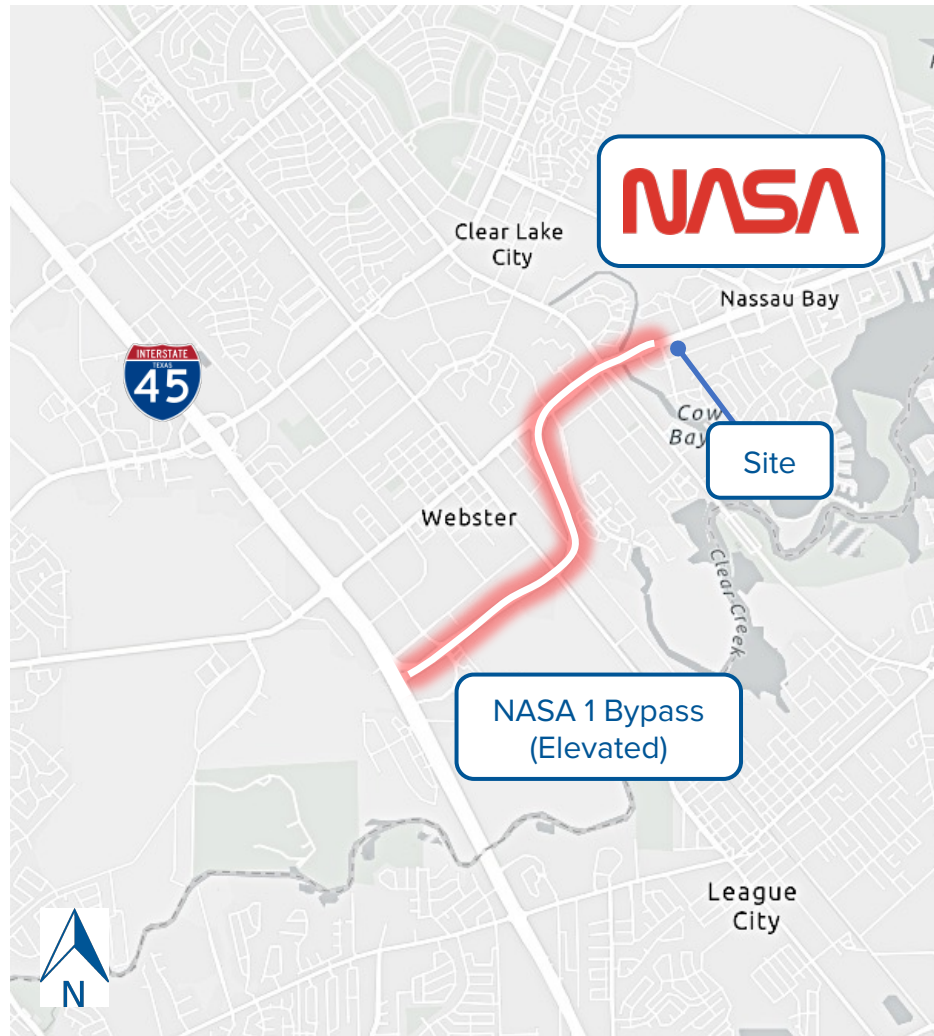 NASA
Clear Lake
City
Nassau Bay
INTERSTATE
TEXAS
45
Cow
Bay
Site
Webster
Clear Creek
NASA 1 Bypass
(Elevated)
League
City
N